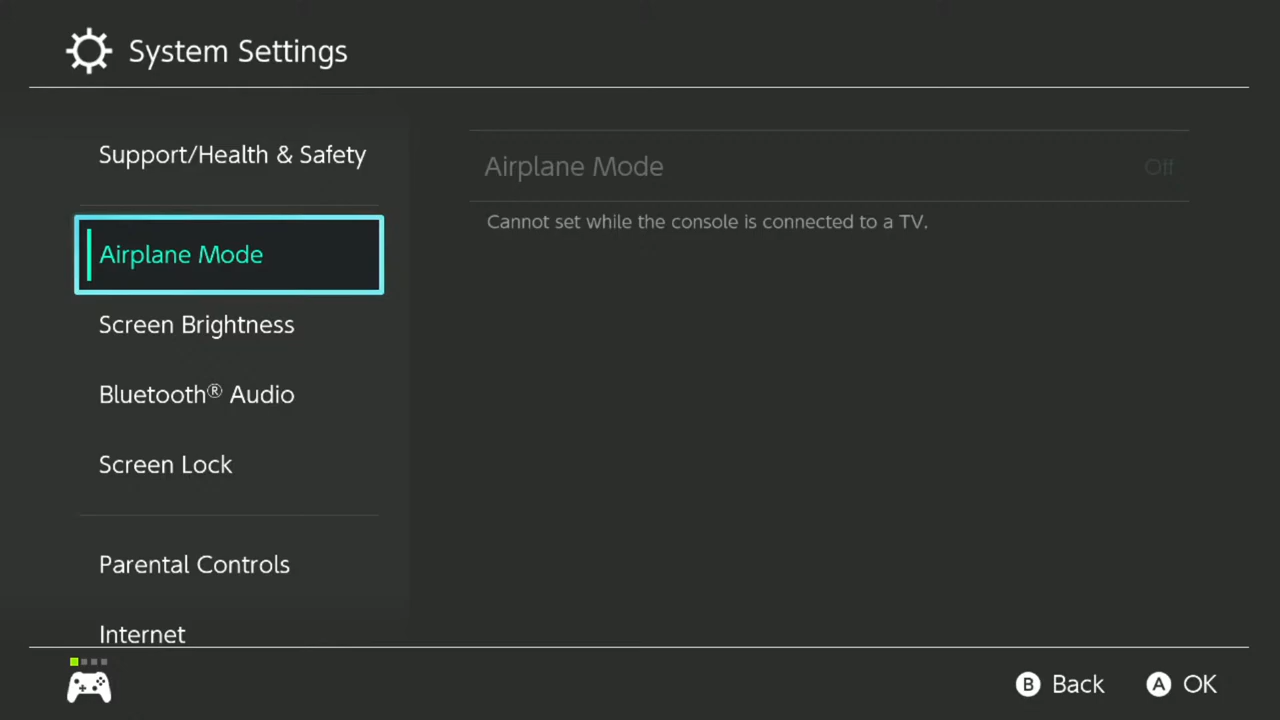 System Settings
Support/Health & Safety
Airplane Mode
Screen Brightness
Bluetooth® Audio
Screen Lock
Parental Controls
Internet
Airplane Mode Off
Cannot set while the console is connected to a TV.
B Back A OK